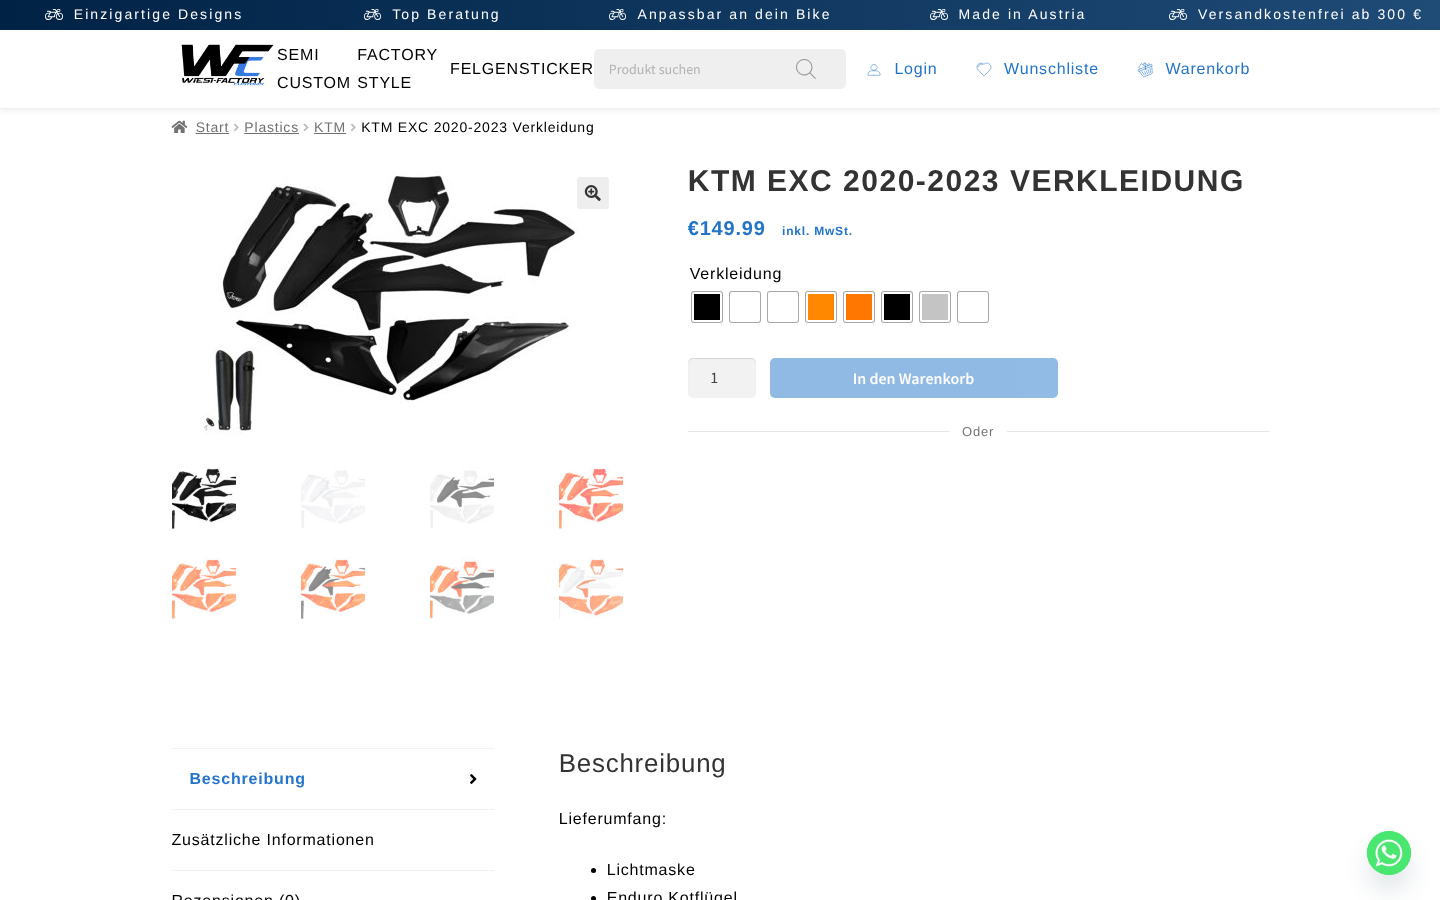 Einzigartige Designs
Top Beratung
Anpassbar an dein Bike
Made in Austria
Versandkostenfrei ab 300 €
WIESI-FACTORY
SEMI CUSTOM
FACTORY STYLE
FELGENSTICKER
Produkt suchen
Login
Wunschliste
Warenkorb
Start > Plastics > KTM > KTM EXC 2020-2023 Verkleidung
KTM EXC 2020-2023 VERKLEIDUNG
€149.99 inkl. MwSt.
Verkleidung
1
In den Warenkorb
Oder
Beschreibung
Zusätzliche Informationen
Rezensionen (0)
Beschreibung
Lieferumfang:
• Lichtmaske
• Enduro Kotflügel